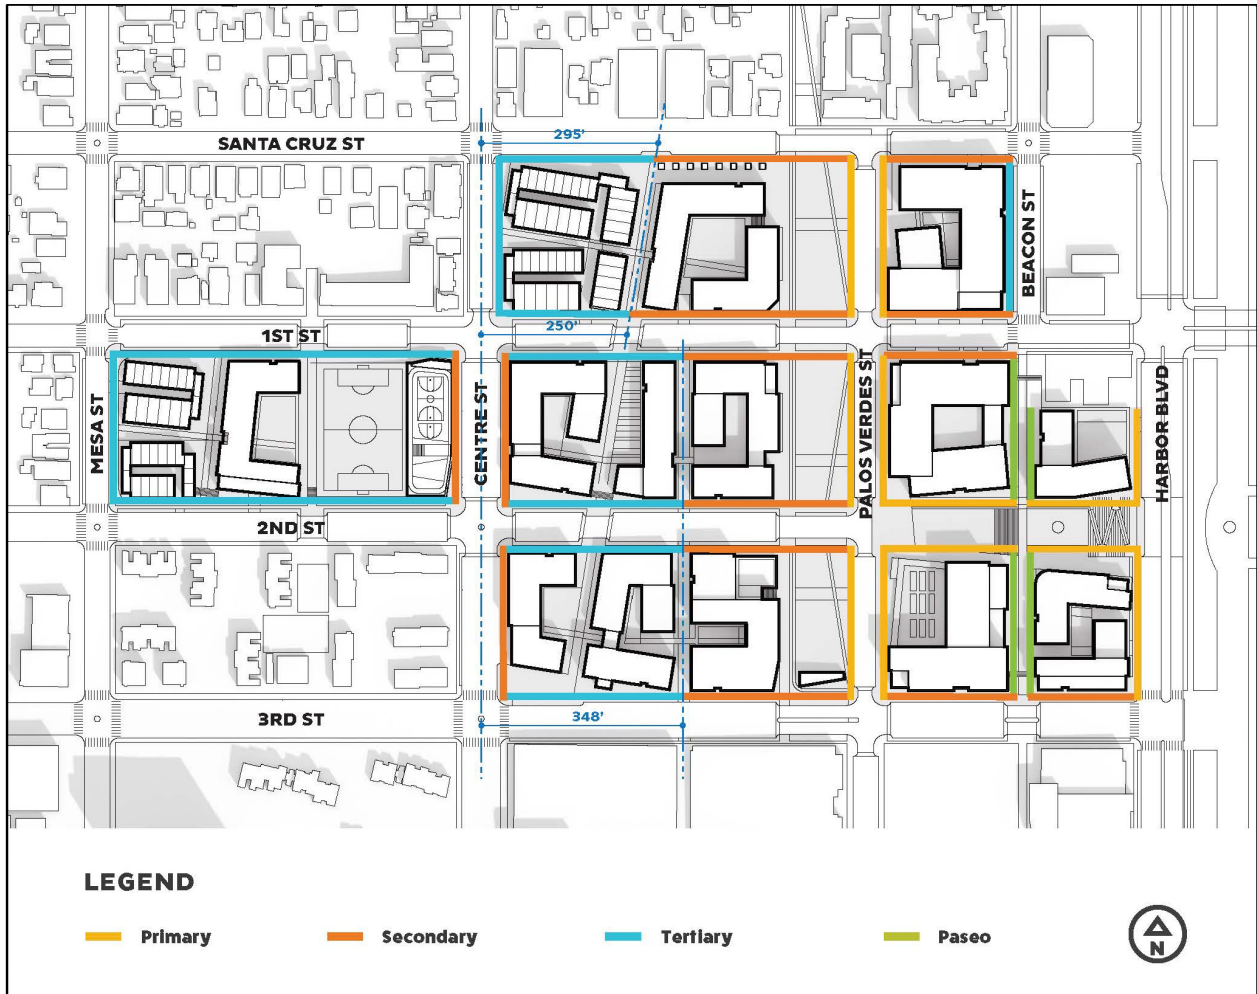 295'
SANTA CRUZ ST
BEACON ST
250'
1ST ST
MESA ST
CENTRE ST
PALOS VERDES ST
HARBOR BLVD
2ND ST
3RD ST
348'
LEGEND
Primary
Secondary
Tertiary
Paseo
N